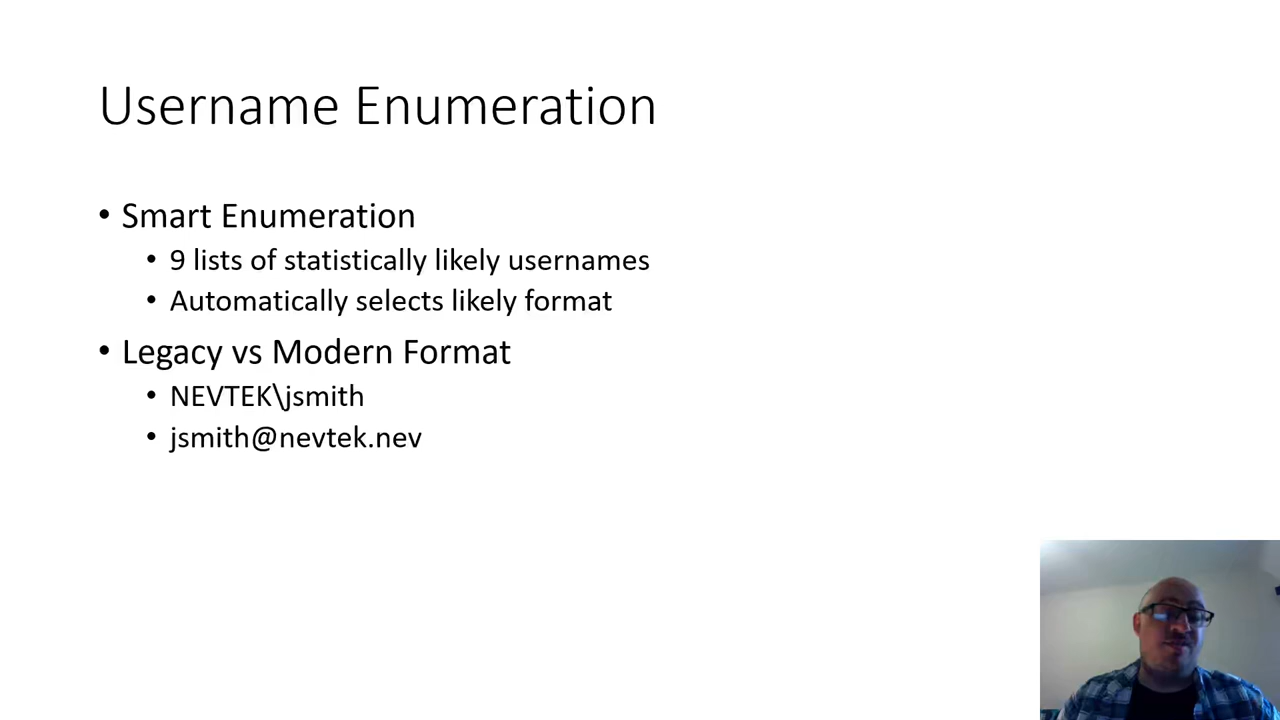 Username Enumeration
• Smart Enumeration
• 9 lists of statistically likely usernames
• Automatically selects likely format
• Legacy vs Modern Format
• NEVTEK\jsmith
• jsmith@nevtek.nev